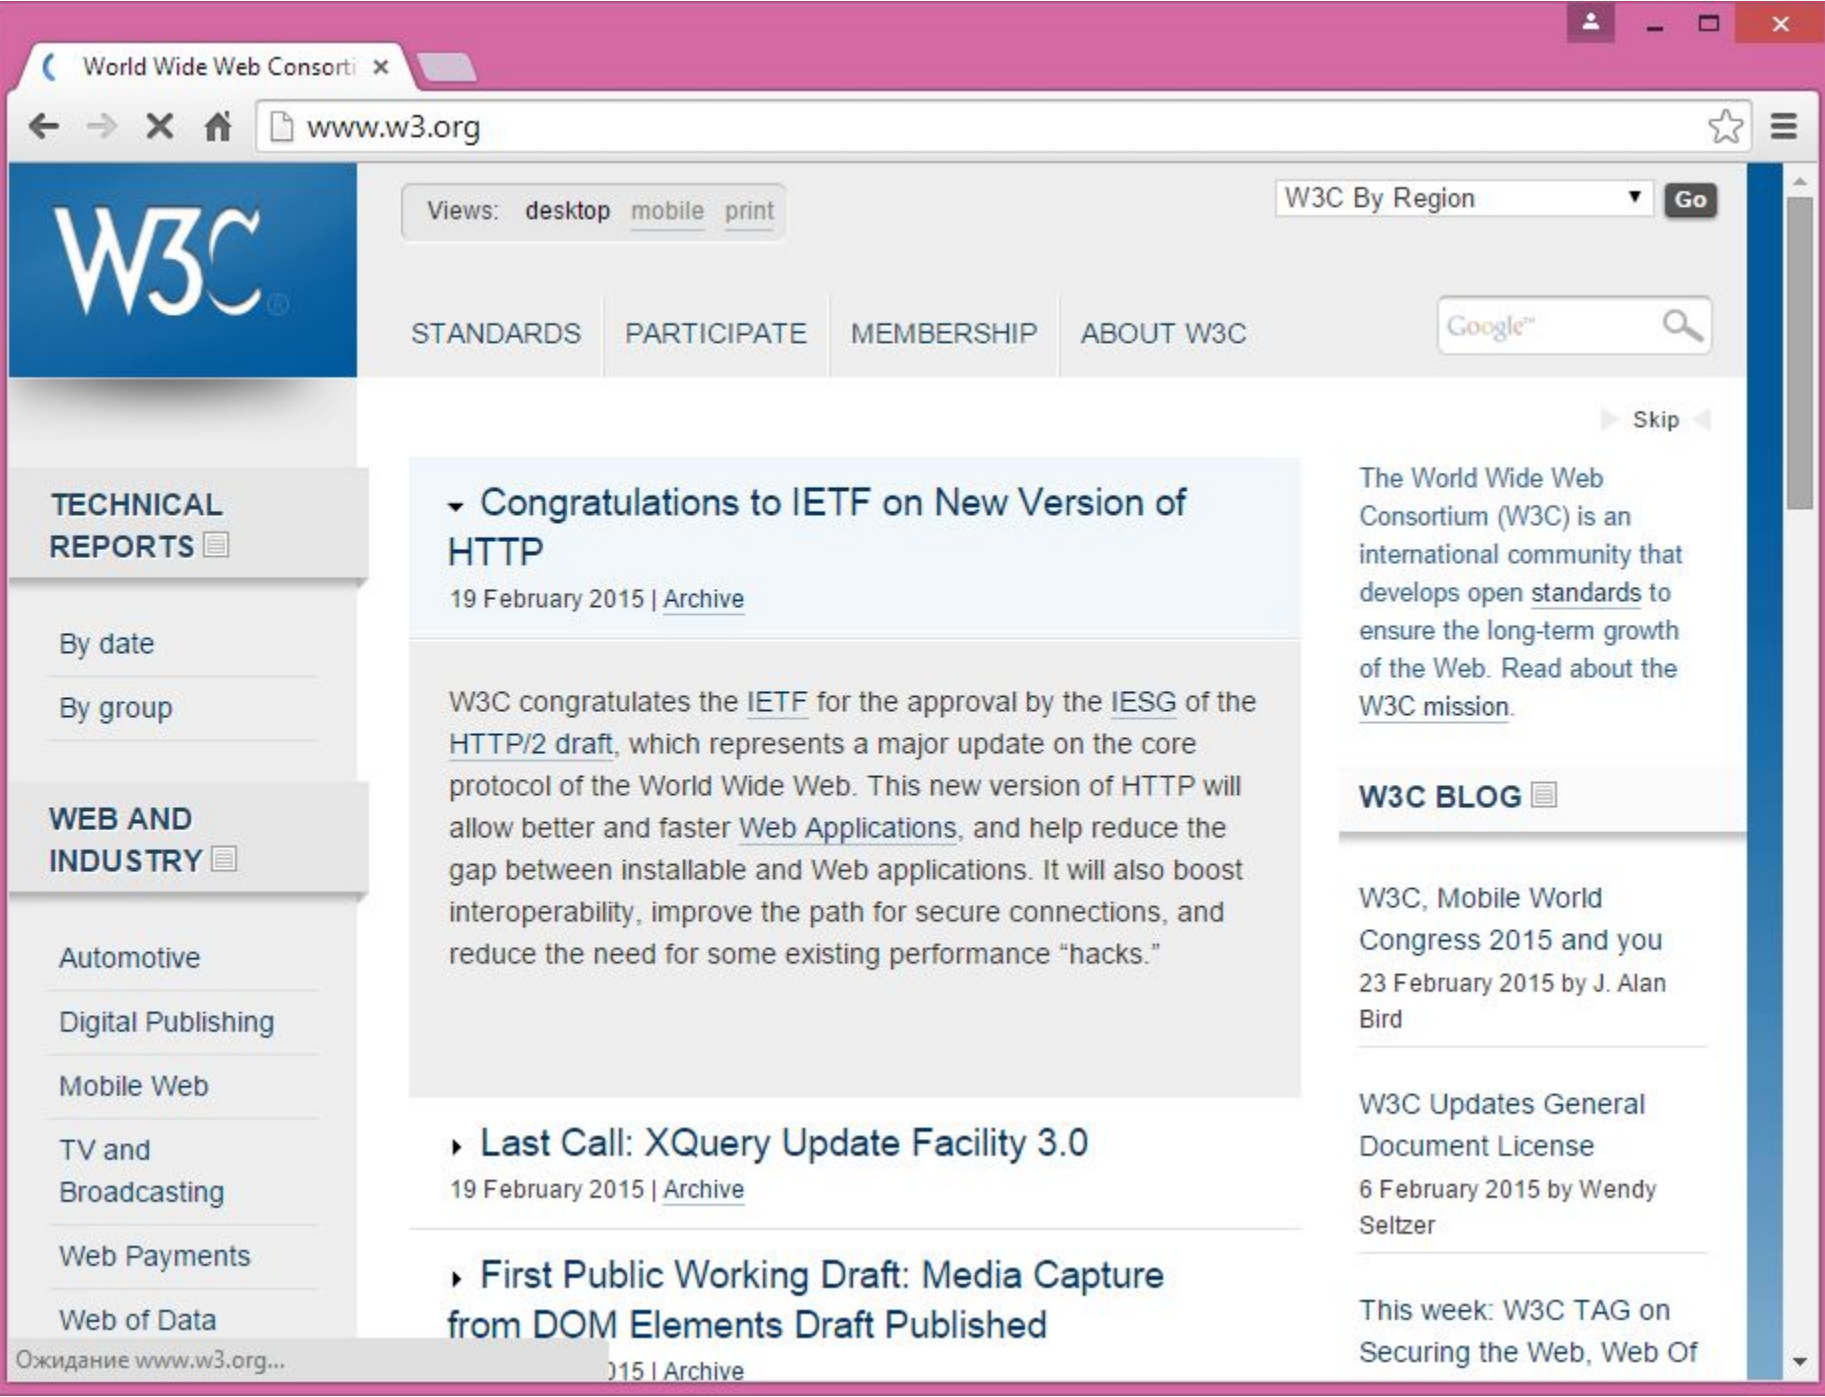 World Wide Web Consorti
www.w3.org
W3C®
Views: desktop mobile print
W3C By Region
Go
STANDARDS
PARTICIPATE
MEMBERSHIP
ABOUT W3C
Google™
Skip
TECHNICAL
REPORTS
By date
By group
WEB AND
INDUSTRY
Automotive
Digital Publishing
Mobile Web
TV and
Broadcasting
Web Payments
Web of Data
Congratulations to IETF on New Version of
HTTP
19 February 2015 | Archive
W3C congratulates the IETF for the approval by the IESG of the
HTTP/2 draft, which represents a major update on the core
protocol of the World Wide Web. This new version of HTTP will
allow better and faster Web Applications, and help reduce the
gap between installable and Web applications. It will also boost
interoperability, improve the path for secure connections, and
reduce the need for some existing performance “hacks.”
Last Call: XQuery Update Facility 3.0
19 February 2015 | Archive
First Public Working Draft: Media Capture
from DOM Elements Draft Published
015 | Archive
The World Wide Web
Consortium (W3C) is an
international community that
develops open standards to
ensure the long-term growth
of the Web. Read about the
W3C mission.
W3C BLOG
W3C, Mobile World
Congress 2015 and you
23 February 2015 by J. Alan
Bird
W3C Updates General
Document License
6 February 2015 by Wendy
Seltzer
This week: W3C TAG on
Securing the Web, Web Of
Ожидание www.w3.org...